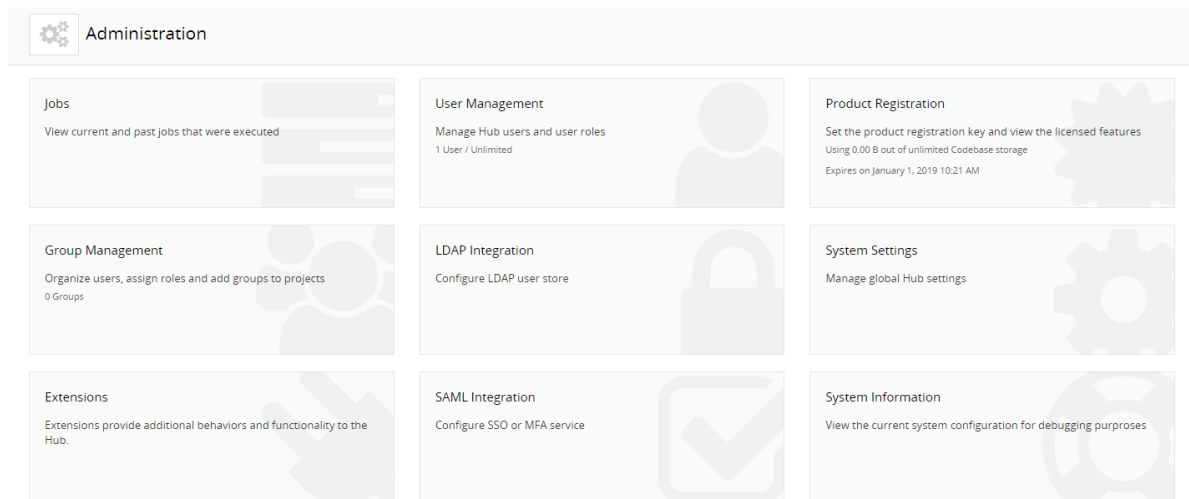 Administration
Jobs
View current and past jobs that were executed
User Management
Manage Hub users and user roles
1 User / Unlimited
Product Registration
Set the product registration key and view the licensed features
Using 0.00 B out of unlimited Codebase storage
Expires on January 1, 2019 10:21 AM
Group Management
Organize users, assign roles and add groups to projects
0 Groups
LDAP Integration
Configure LDAP user store
System Settings
Manage global Hub settings
Extensions
Extensions provide additional behaviors and functionality to the
Hub.
SAML Integration
Configure SSO or MFA service
System Information
View the current system configuration for debugging purproses